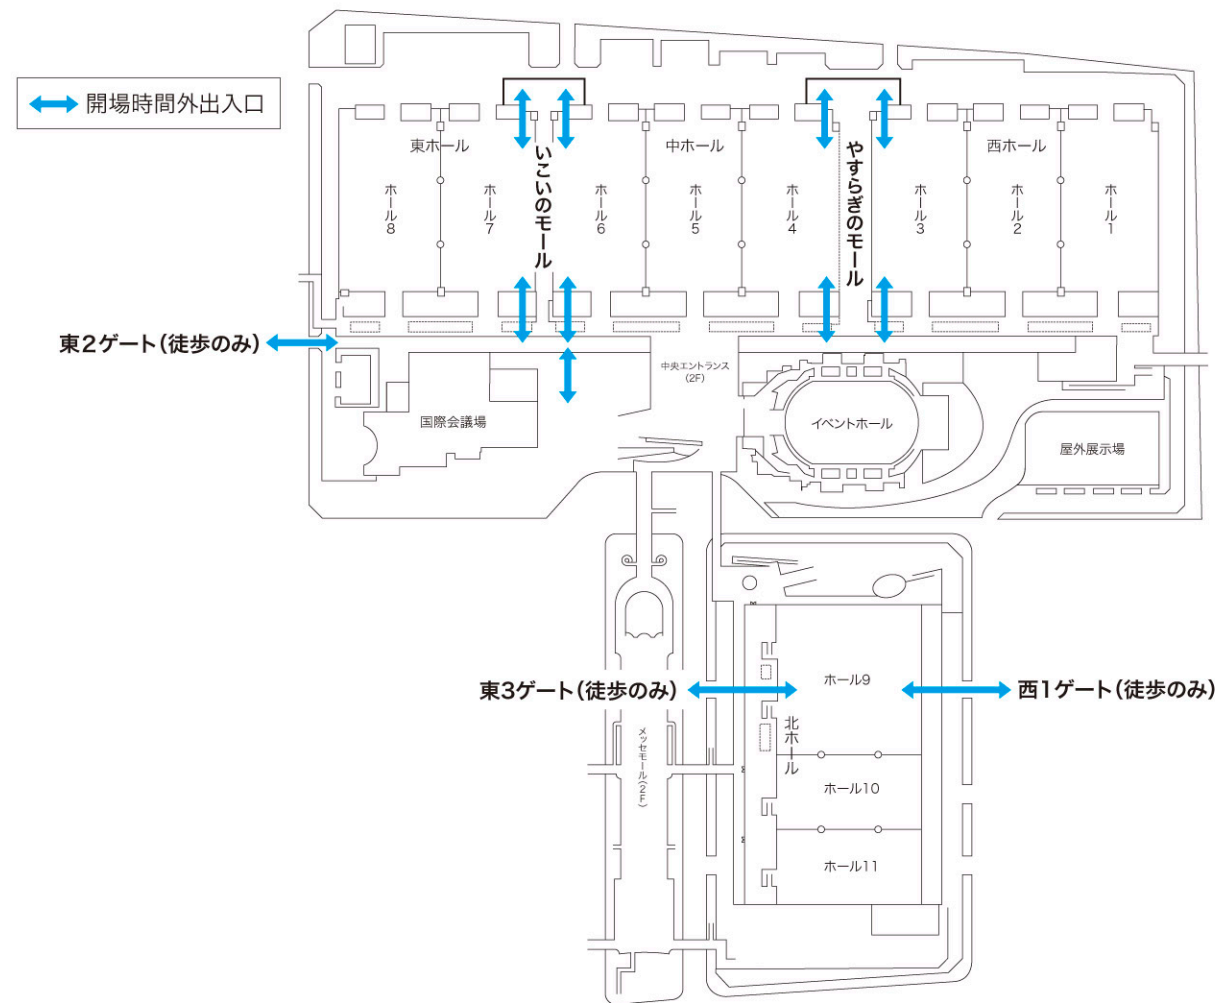 開場時間外出入口
東ホール
中ホール
西ホール
ホール8
ホール7
いこいのモール
ホール6
ホール5
ホール4
やすらぎのモール
ホール3
ホール2
ホール1
東2ゲート(徒歩のみ)
中央エントランス
(2F)
国際会議場
イベントホール
屋外展示場
東3ゲート(徒歩のみ)
ホール9
西1ゲート(徒歩のみ)
北ホール
メッセモール(2F)
ホール10
ホール11